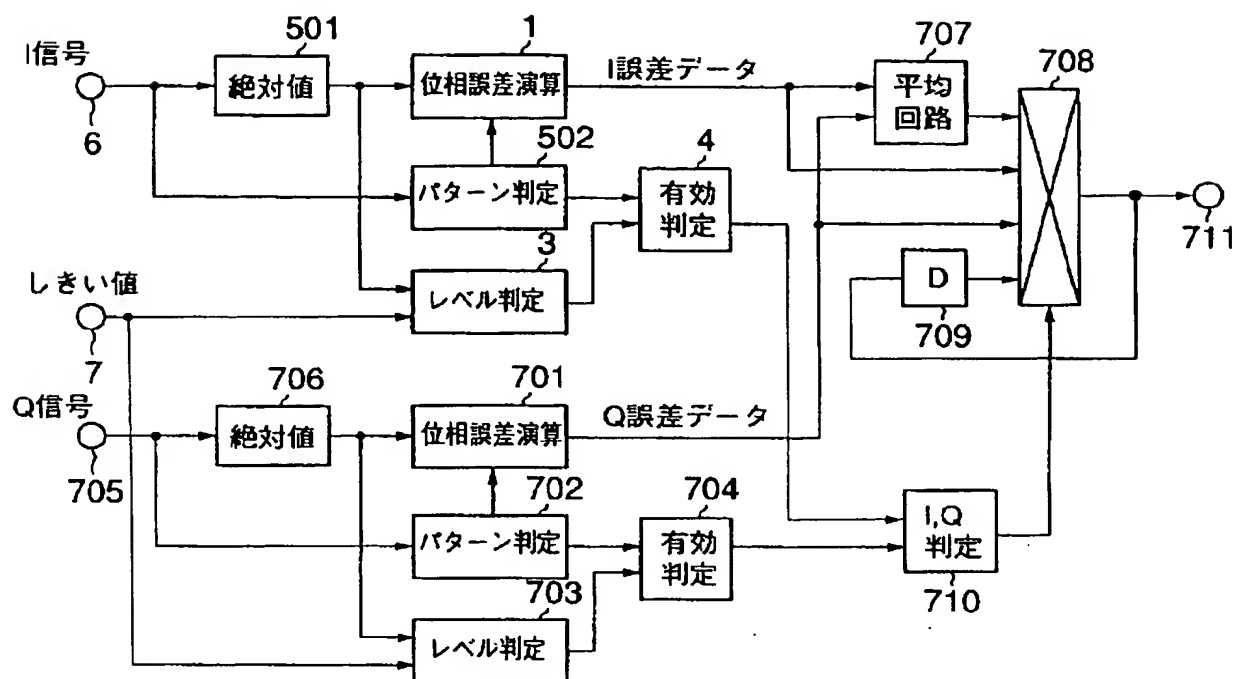 I信号
6
501
絶対値
1
位相誤差演算
I誤差データ
707
平均
回路
708
502
パターン判定
4
有効
判定
711
しきい値
7
3
レベル判定
D
709
Q信号
705
706
絶対値
701
位相誤差演算
Q誤差データ
702
パターン判定
704
有効
判定
I,Q
判定
710
703
レベル判定